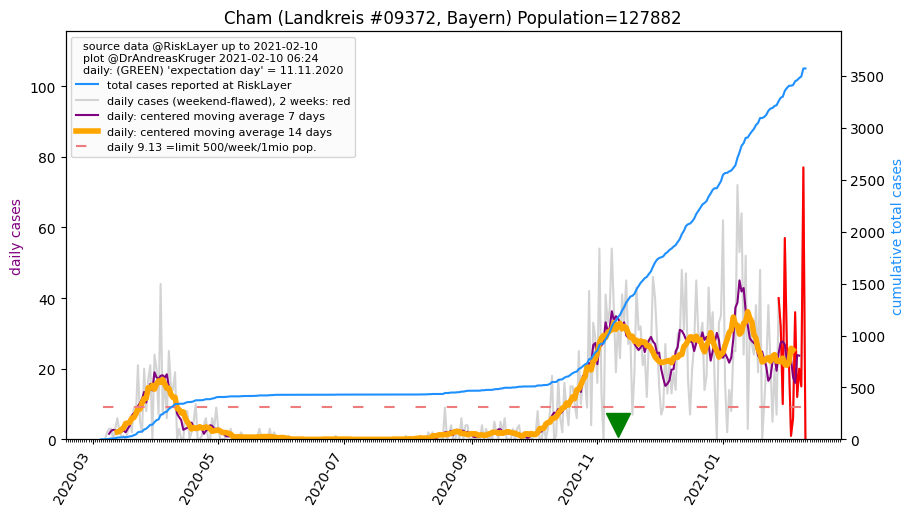 Cham (Landkreis #09372, Bayern) Population=127882
source data @RiskLayer up to 2021-02-10
plot @DrAndreasKruger 2021-02-10 06:24
daily: (GREEN) 'expectation day' = 11.11.2020
total cases reported at RiskLayer
daily cases (weekend-flawed), 2 weeks: red
daily: centered moving average 7 days
daily: centered moving average 14 days
daily 9.13 =limit 500/week/1mio pop.
daily cases
100
80
60
40
20
0
cumulative total cases
3500
3000
2500
2000
1500
1000
500
0
2020-03
2020-05
2020-07
2020-09
2020-11
2021-01